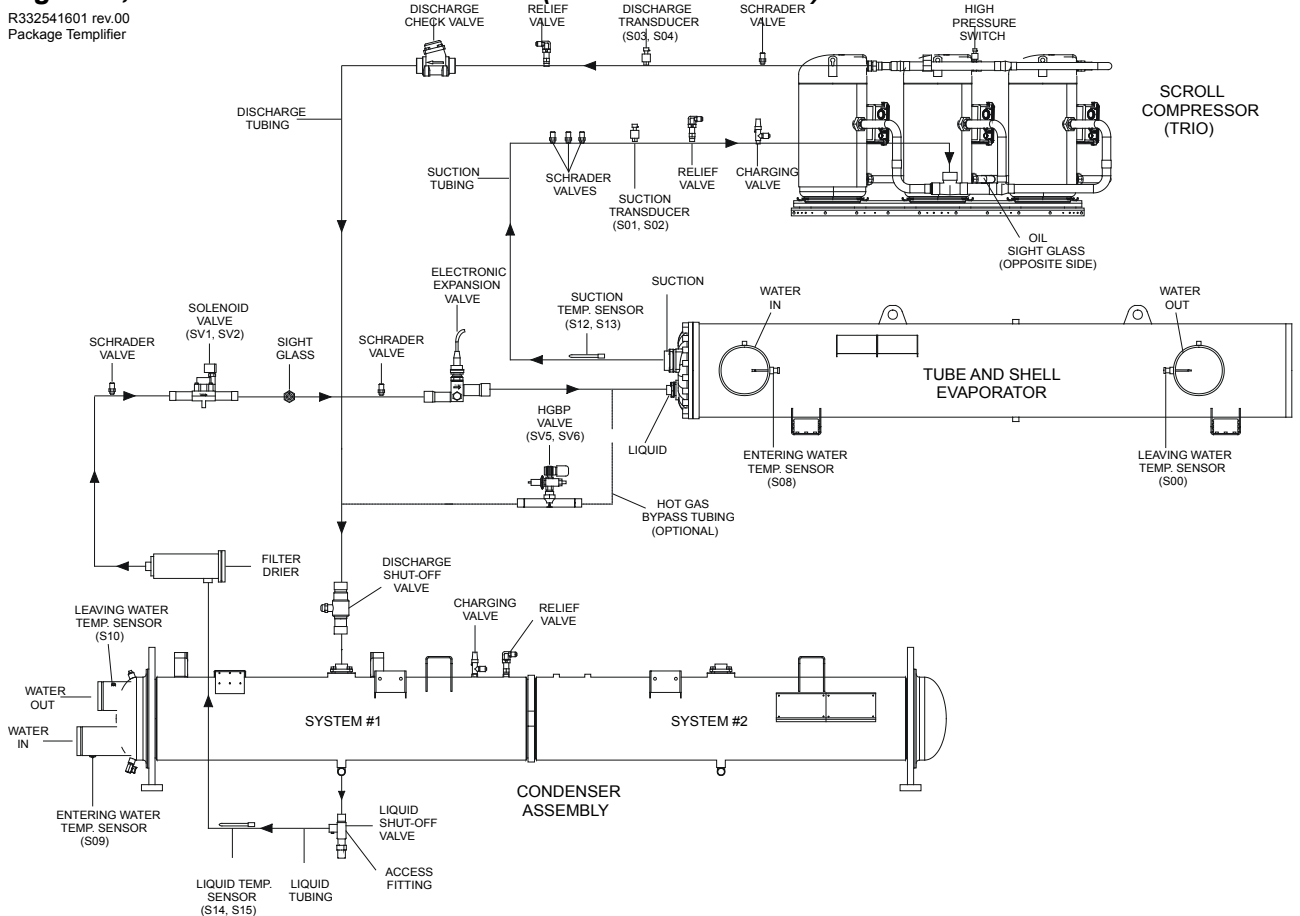 R332541601 rev.00
Package Templifier
DISCHARGE
CHECK VALVE
RELIEF
VALVE
DISCHARGE
TRANSDUCER
(S03, S04)
SCHRADER
VALVE
HIGH
PRESSURE
SWITCH
SCROLL
COMPRESSOR
(TRIO)
DISCHARGE
TUBING
SUCTION
TUBING
SCHRADER
VALVES
SUCTION
TRANSDUCER
(S01, S02)
RELIEF
VALVE
CHARGING
VALVE
OIL
SIGHT GLASS
(OPPOSITE SIDE)
ELECTRONIC
EXPANSION
VALVE
SUCTION
TEMP. SENSOR
(S12, S13)
SUCTION
WATER
IN
WATER
OUT
SCHRADER
VALVE
SOLENOID
VALVE
(SV1, SV2)
SIGHT
GLASS
SCHRADER
VALVE
TUBE AND SHELL
EVAPORATOR
HGBP
VALVE
(SV5, SV6)
LIQUID
ENTERING WATER
TEMP. SENSOR
(S08)
LEAVING WATER
TEMP. SENSOR
(S00)
HOT GAS
BYPASS TUBING
(OPTIONAL)
FILTER
DRIER
DISCHARGE
SHUT-OFF
VALVE
LEAVING WATER
TEMP. SENSOR
(S10)
CHARGING
VALVE
RELIEF
VALVE
WATER
OUT
WATER
IN
SYSTEM #1
SYSTEM #2
CONDENSER
ASSEMBLY
ENTERING WATER
TEMP. SENSOR
(S09)
LIQUID
SHUT-OFF
VALVE
ACCESS
FITTING
LIQUID TEMP.
SENSOR
(S14, S15)
LIQUID
TUBING